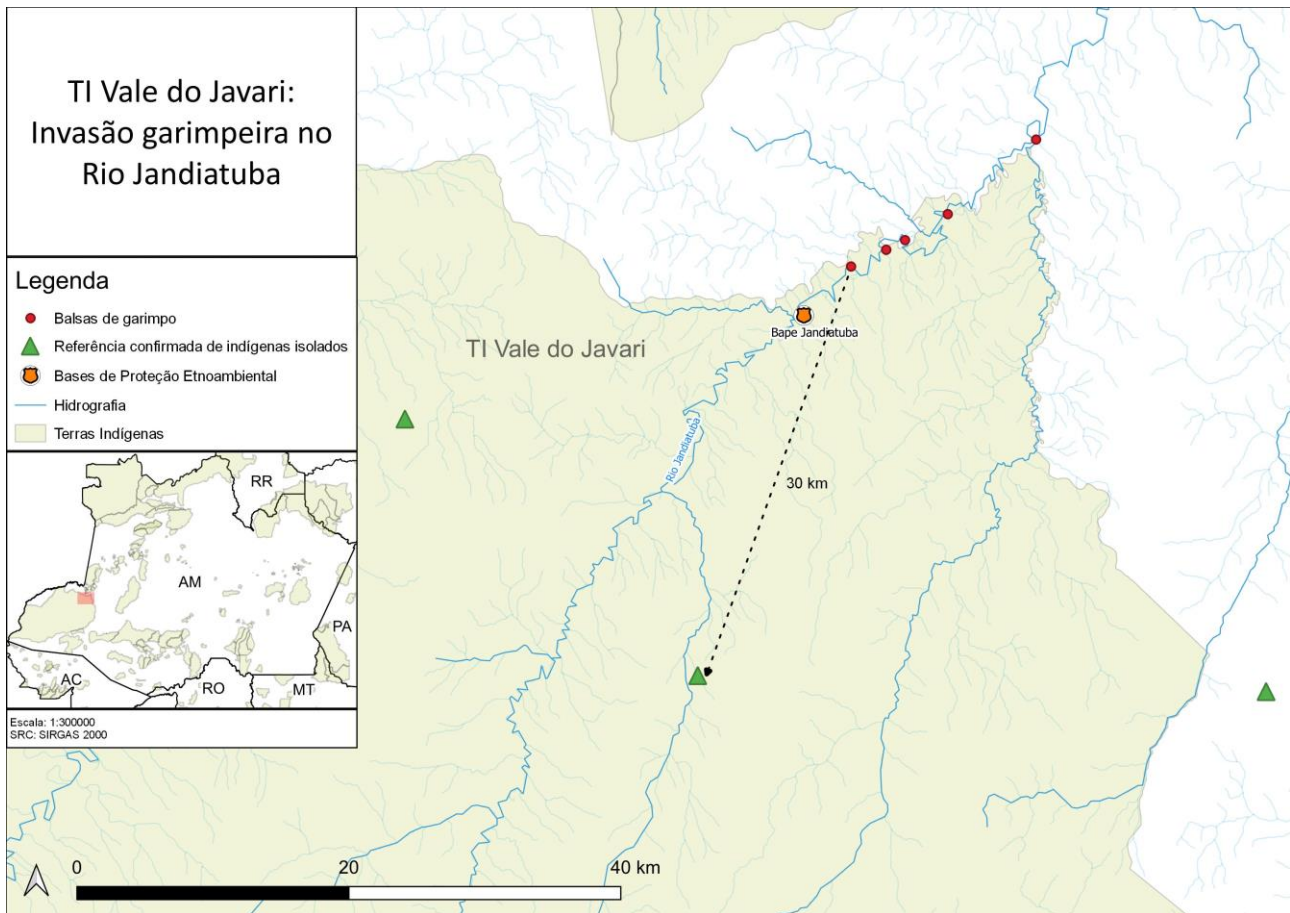 TI Vale do Javari:
Invasão garimpeira no
Rio Jandiatuba
Legenda
Balsas de garimpo
Referência confirmada de indígenas isolados
Bases de Proteção Etnoambiental
Hidrografia
Terras Indígenas
RR
AM
PA
AC
RO
MT
Escala: 1:300000
SRC: SIRGAS 2000
Bape Jandiatuba
TI Vale do Javari
Rio Jandiatuba
30 km
0
20
40 km